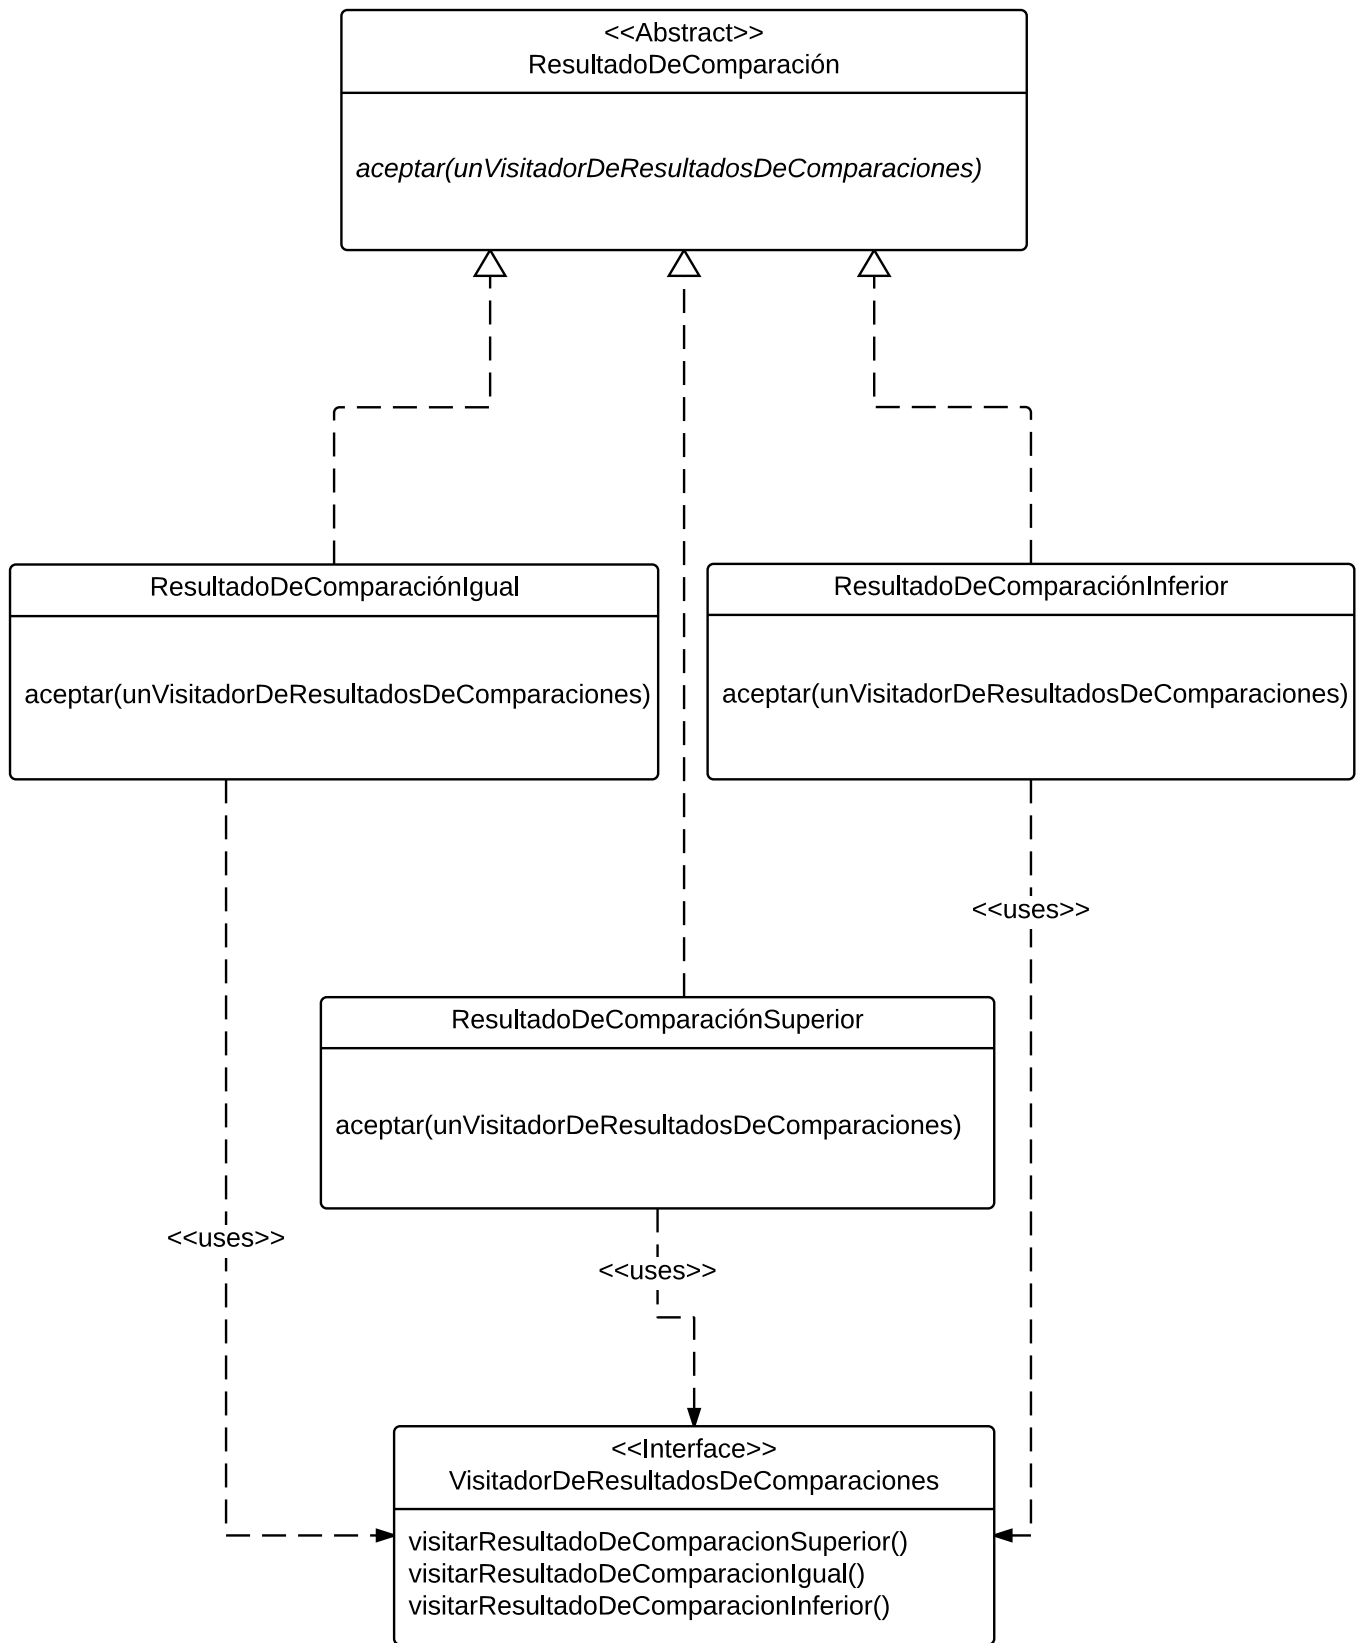 <<Abstract>>
ResultadoDeComparación
aceptar(unVisitadorDeResultadosDeComparaciones)
ResultadoDeComparaciónIgual
aceptar(unVisitadorDeResultadosDeComparaciones)
ResultadoDeComparaciónInferior
aceptar(unVisitadorDeResultadosDeComparaciones)
<<uses>>
ResultadoDeComparaciónSuperior
aceptar(unVisitadorDeResultadosDeComparaciones)
<<uses>>
<<uses>>
<<Interface>>
VisitadorDeResultadosDeComparaciones
visitarResultadoDeComparacionSuperior()
visitarResultadoDeComparacionIgual()
visitarResultadoDeComparacionInferior()